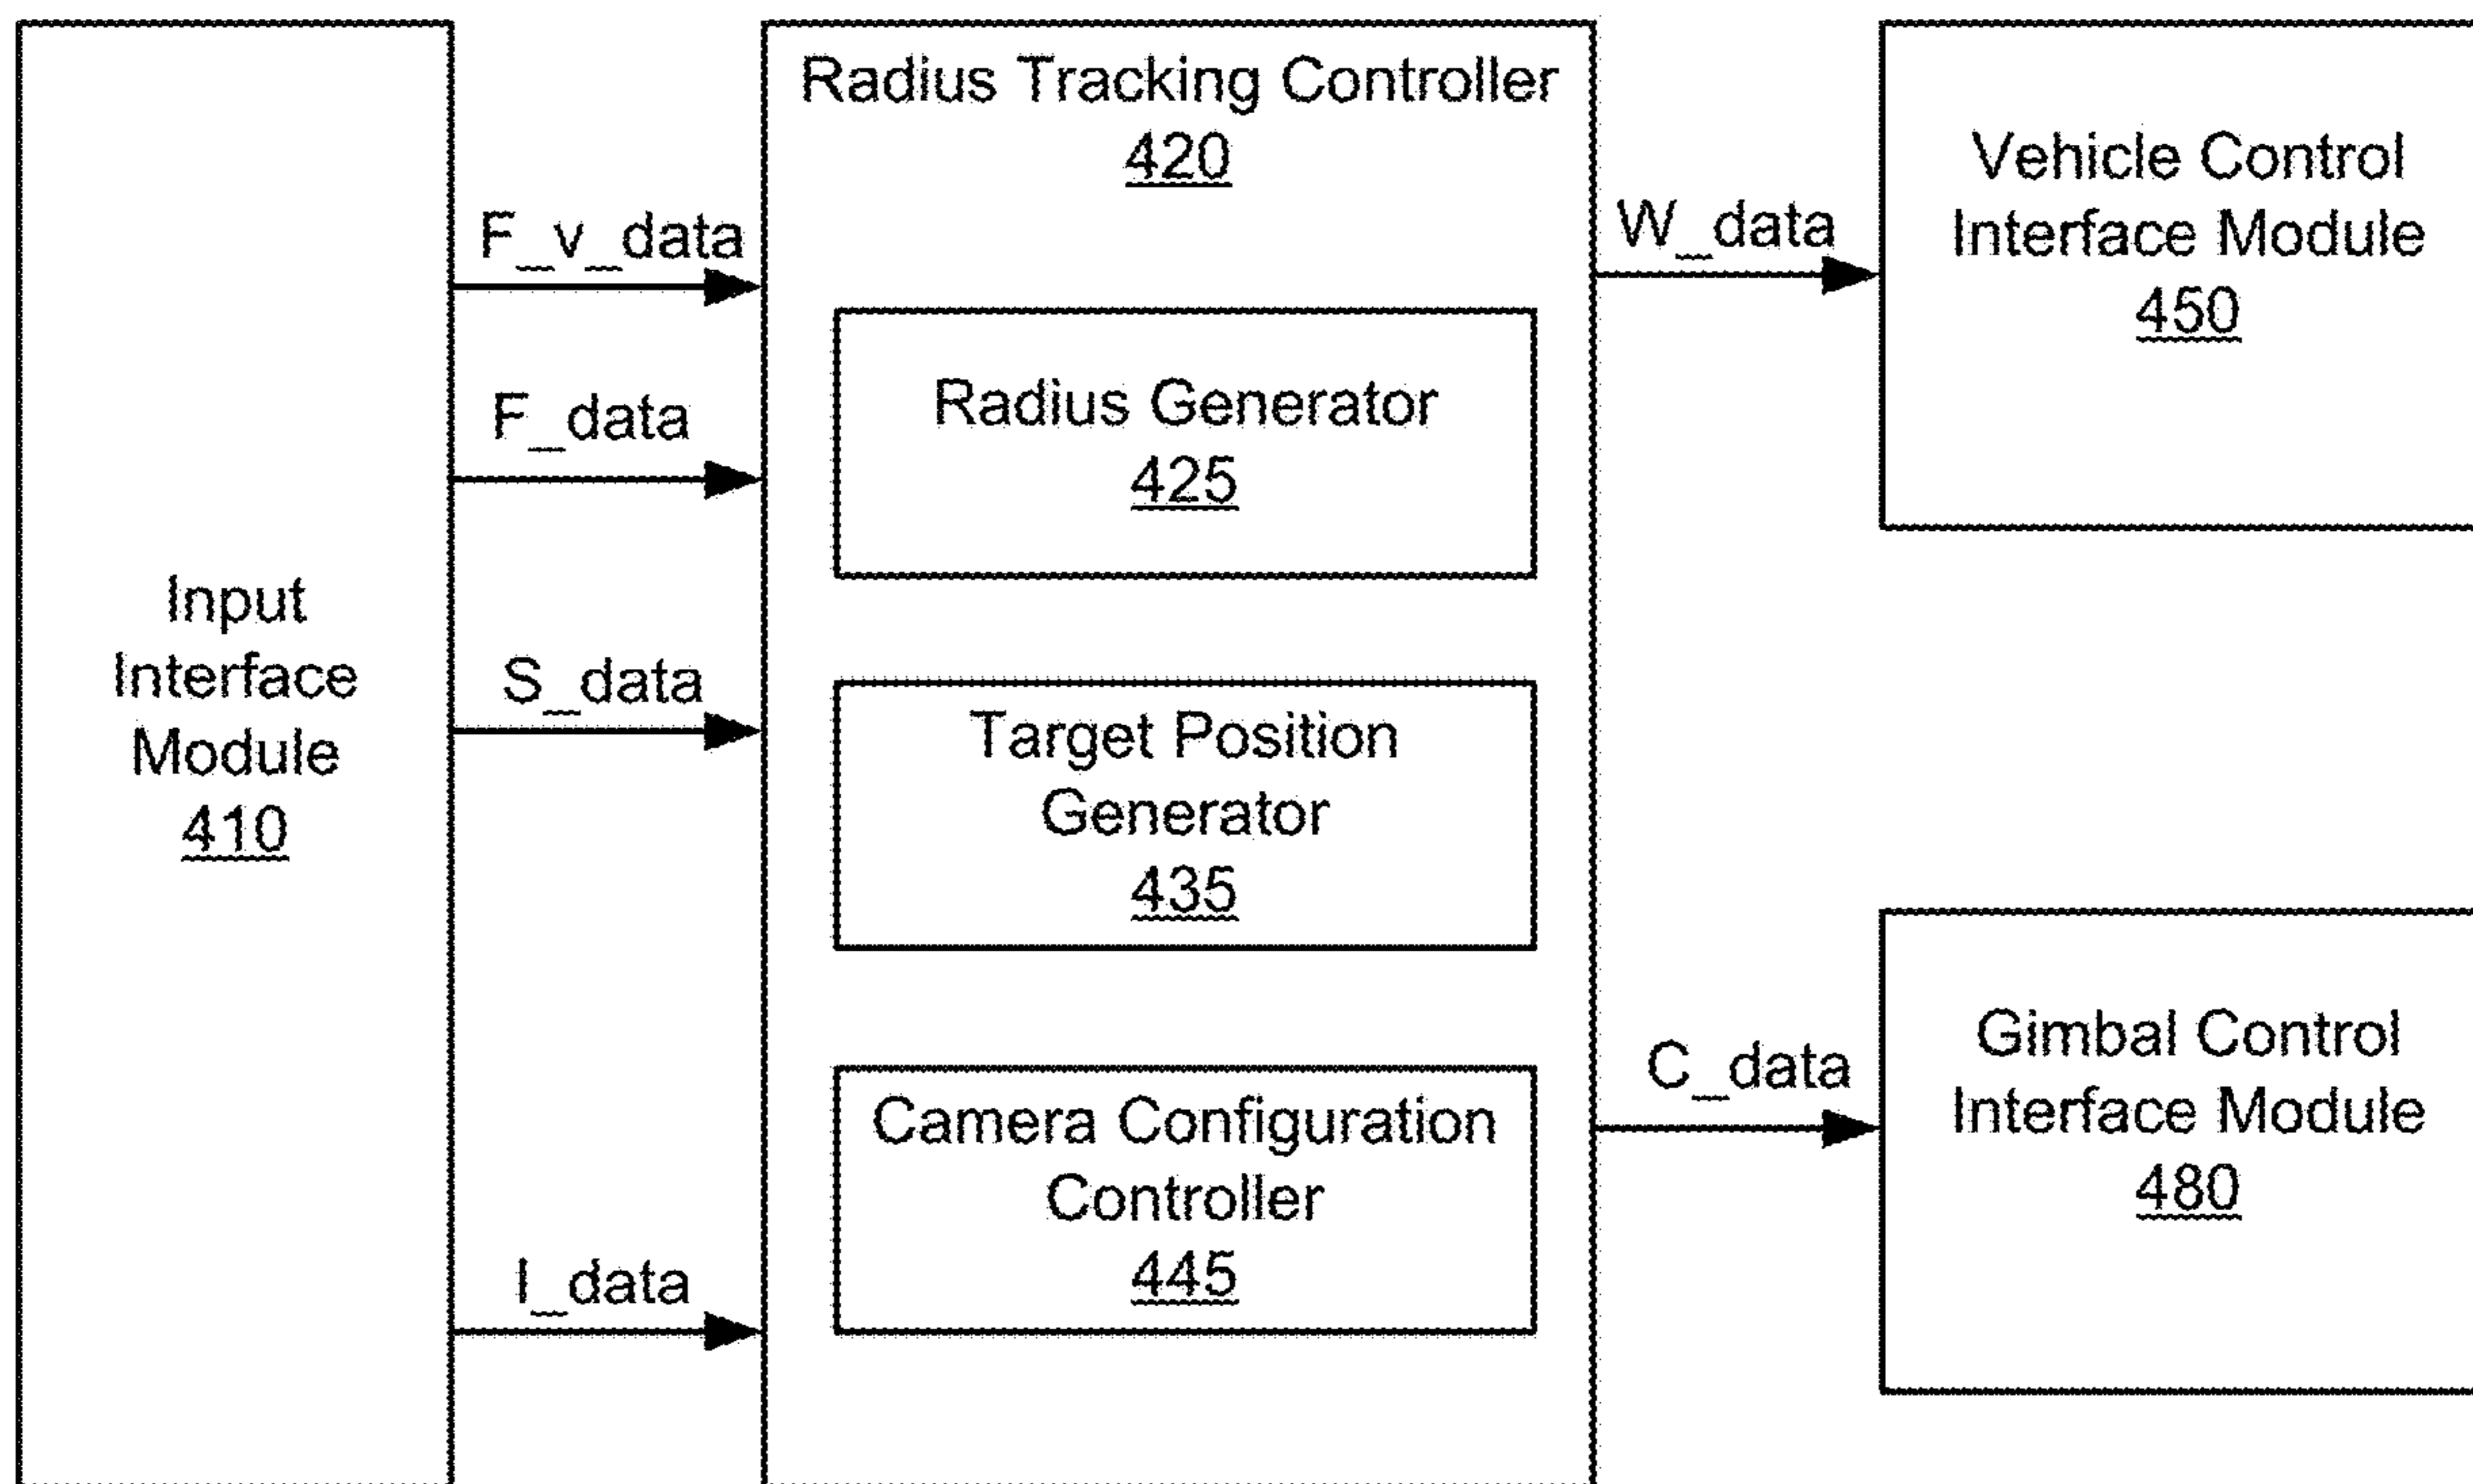 Input
Interface
Module
410
F_v_data
F_data
S_data
I_data
Radius Tracking Controller
420
Radius Generator
425
Target Position
Generator
435
Camera Configuration
Controller
445
W_data
C_data
Vehicle Control
Interface Module
450
Gimbal Control
Interface Module
480